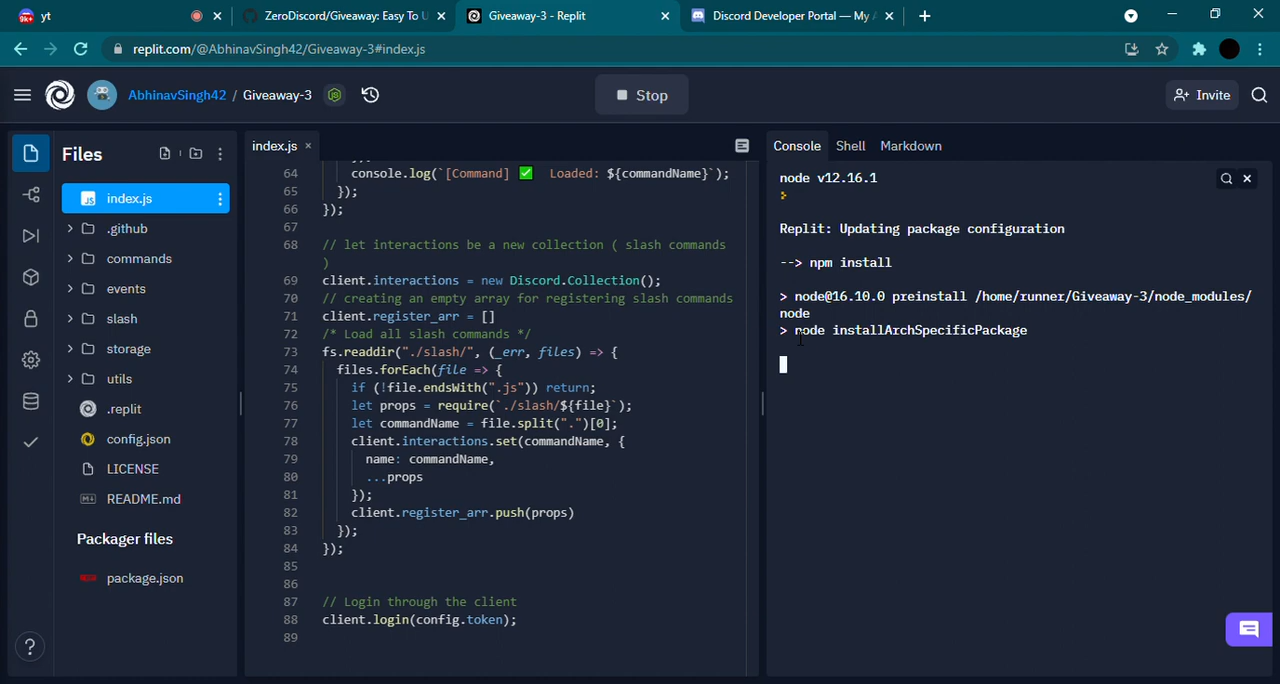 yt
ZeroDiscord/Giveaway: Easy To U
Giveaway-3 - Replit
Discord Developer Portal — My A
replit.com/@AbhinavSingh42/Giveaway-3#index.js
AbhinavSingh42 / Giveaway-3
Stop
Invite
Files
index.js
.github
commands
events
slash
storage
utils
.replit
config.json
LICENSE
README.md
Packager files
package.json
index.js
64 console.log(`[Command] ✅ Loaded: ${commandName}`);
65 });
66 });
67
68 // let interactions be a new collection ( slash commands
)
69 client.interactions = new Discord.Collection();
70 // creating an empty array for registering slash commands
71 client.register_arr = []
72 /* Load all slash commands */
73 fs.readdir("./slash/", (_err, files) => {
74 files.forEach(file => {
75 if (!file.endsWith(".js")) return;
76 let props = require(`./slash/${file}`);
77 let commandName = file.split(".")[0];
78 client.interactions.set(commandName, {
79 name: commandName,
80 ...props
81 });
82 client.register_arr.push(props)
83 });
84 });
85
86
87 // Login through the client
88 client.login(config.token);
89
Console Shell Markdown
node v12.16.1
Replit: Updating package configuration
--> npm install
> node@16.10.0 preinstall /home/runner/Giveaway-3/node_modules/
node
> node installArchSpecificPackage
?